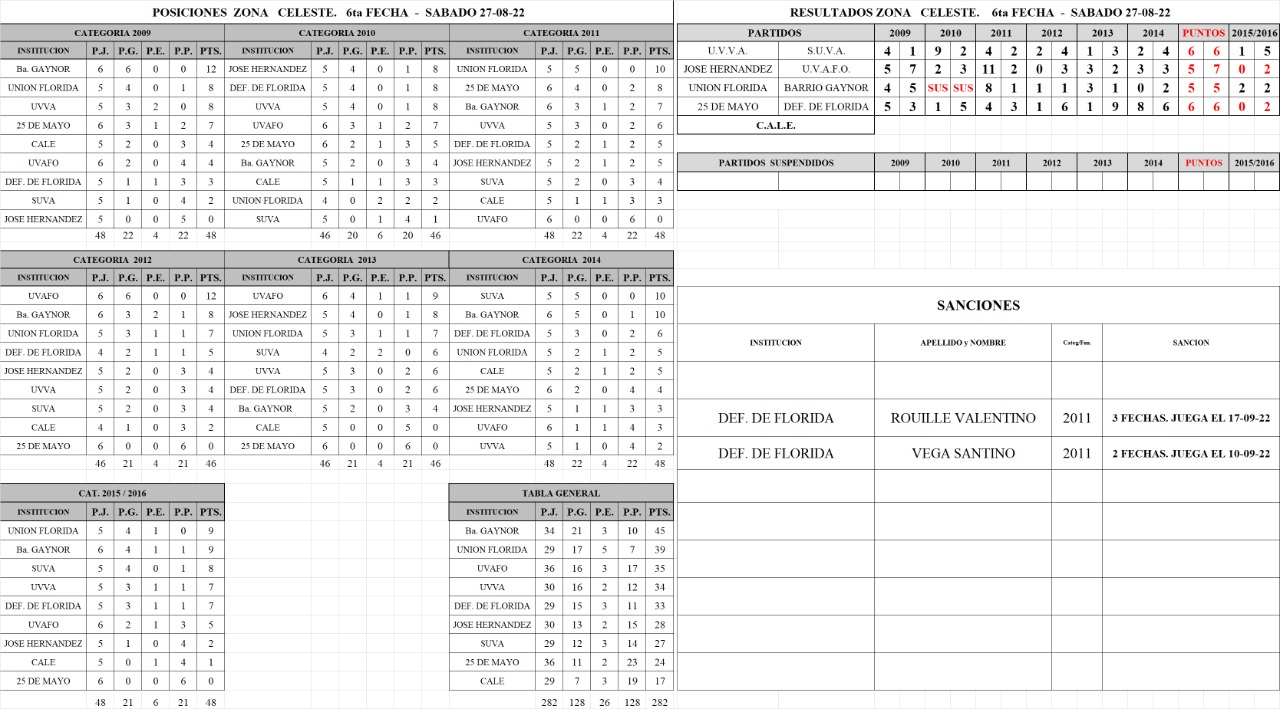 POSICIONES ZONA CELESTE. 6ta FECHA - SABADO 27-08-22
CATEGORIA 2009 CATEGORIA 2010 CATEGORIA 2011
INSTITUCION P.J. P.G. P.E. P.P. PTS. INSTITUCION P.J. P.G. P.E. P.P. PTS. INSTITUCION P.J. P.G. P.E. P.P. PTS.
Ba. GAYNOR 6 6 0 0 12 JOSE HERNANDEZ 5 4 0 1 8 UNION FLORIDA 5 5 0 0 10
UNION FLORIDA 5 4 0 1 8 DEF. DE FLORIDA 5 4 0 1 8 25 DE MAYO 6 4 0 2 8
UVVA 5 3 2 0 8 UVVA 5 4 0 1 8 Ba. GAYNOR 6 3 1 2 7
25 DE MAYO 6 3 1 2 7 UVAFO 6 3 1 2 7 UVVA 5 3 0 2 6
CALE 5 2 0 3 4 25 DE MAYO 6 2 1 3 5 DEF. DE FLORIDA 5 2 1 2 5
UVAFO 6 2 0 4 4 Ba. GAYNOR 5 2 0 3 4 JOSE HERNANDEZ 5 2 1 2 5
DEF. DE FLORIDA 5 1 1 3 3 CALE 5 1 1 3 3 SUVA 5 2 0 3 4
SUVA 5 1 0 4 2 UNION FLORIDA 4 0 2 2 2 CALE 5 1 1 3 3
JOSE HERNANDEZ 5 0 0 5 0 SUVA 5 0 1 4 1 UVAFO 6 0 0 6 0
48 22 4 22 48 46 20 6 20 46 48 22 4 22 48
CATEGORIA 2012 CATEGORIA 2013 CATEGORIA 2014
INSTITUCION P.J. P.G. P.E. P.P. PTS. INSTITUCION P.J. P.G. P.E. P.P. PTS. INSTITUCION P.J. P.G. P.E. P.P. PTS.
UVAFO 6 6 0 0 12 UVAFO 6 4 1 1 9 SUVA 5 5 0 0 10
Ba. GAYNOR 6 3 2 1 8 JOSE HERNANDEZ 5 4 0 1 8 Ba. GAYNOR 6 5 0 1 10
UNION FLORIDA 5 3 1 1 7 UNION FLORIDA 5 3 1 1 7 DEF. DE FLORIDA 5 3 0 2 6
DEF. DE FLORIDA 4 2 1 1 5 SUVA 4 2 2 0 6 UNION FLORIDA 5 2 1 2 5
JOSE HERNANDEZ 5 2 0 3 4 UVVA 5 3 0 2 6 CALE 5 2 1 2 5
UVVA 5 2 0 3 4 DEF. DE FLORIDA 5 3 0 2 6 25 DE MAYO 6 2 0 4 4
SUVA 5 2 0 3 4 Ba. GAYNOR 5 2 0 3 4 JOSE HERNANDEZ 5 1 1 3 3
CALE 4 1 0 3 2 CALE 5 0 0 5 0 UVAFO 6 1 1 4 3
25 DE MAYO 6 0 0 6 0 25 DE MAYO 6 0 0 6 0 UVVA 5 1 0 4 2
46 21 4 21 46 46 21 4 21 46 48 22 4 22 48
CAT. 2015 / 2016
INSTITUCION P.J. P.G. P.E. P.P. PTS.
UNION FLORIDA 5 4 1 0 9
Ba. GAYNOR 6 4 1 1 9
SUVA 5 4 0 1 8
UVVA 5 3 1 1 7
DEF. DE FLORIDA 5 3 1 1 7
UVAFO 6 2 1 3 5
JOSE HERNANDEZ 5 1 0 4 2
CALE 5 0 1 4 1
25 DE MAYO 6 0 0 6 0
48 21 6 21 48
TABLA GENERAL
INSTITUCION P.J. P.G. P.E. P.P. PTS.
Ba. GAYNOR 34 21 3 10 45
UNION FLORIDA 29 17 5 7 39
UVAFO 36 16 3 17 35
UVVA 30 16 2 12 34
DEF. DE FLORIDA 29 15 3 11 33
JOSE HERNANDEZ 30 13 2 15 28
SUVA 29 12 3 14 27
25 DE MAYO 36 11 2 23 24
CALE 29 7 3 19 17
282 128 26 128 282
RESULTADOS ZONA CELESTE. 6ta FECHA - SABADO 27-08-22
PARTIDOS 2009 2010 2011 2012 2013 2014 PUNTOS 2015/2016
U.V.V.A. S.U.V.A. 4 1 9 2 4 2 2 4 1 3 2 4 6 6 1 5
JOSE HERNANDEZ U.V.A.F.O. 5 7 2 3 11 2 0 3 3 2 3 3 5 7 0 2
UNION FLORIDA BARRIO GAYNOR 4 5 SUS SUS 8 1 1 1 3 1 0 2 5 5 2 2
25 DE MAYO DEF. DE FLORIDA 5 3 1 5 4 3 1 6 1 9 8 6 6 6 0 2
C.A.L.E.
PARTIDOS SUSPENDIDOS 2009 2010 2011 2012 2013 2014 PUNTOS 2015/2016
SANCIONES
INSTITUCION APELLIDO y NOMBRE Categ/Fun. SANCION
DEF. DE FLORIDA ROUILLE VALENTINO 2011 3 FECHAS. JUEGA EL 17-09-22
DEF. DE FLORIDA VEGA SANTINO 2011 2 FECHAS. JUEGA EL 10-09-22